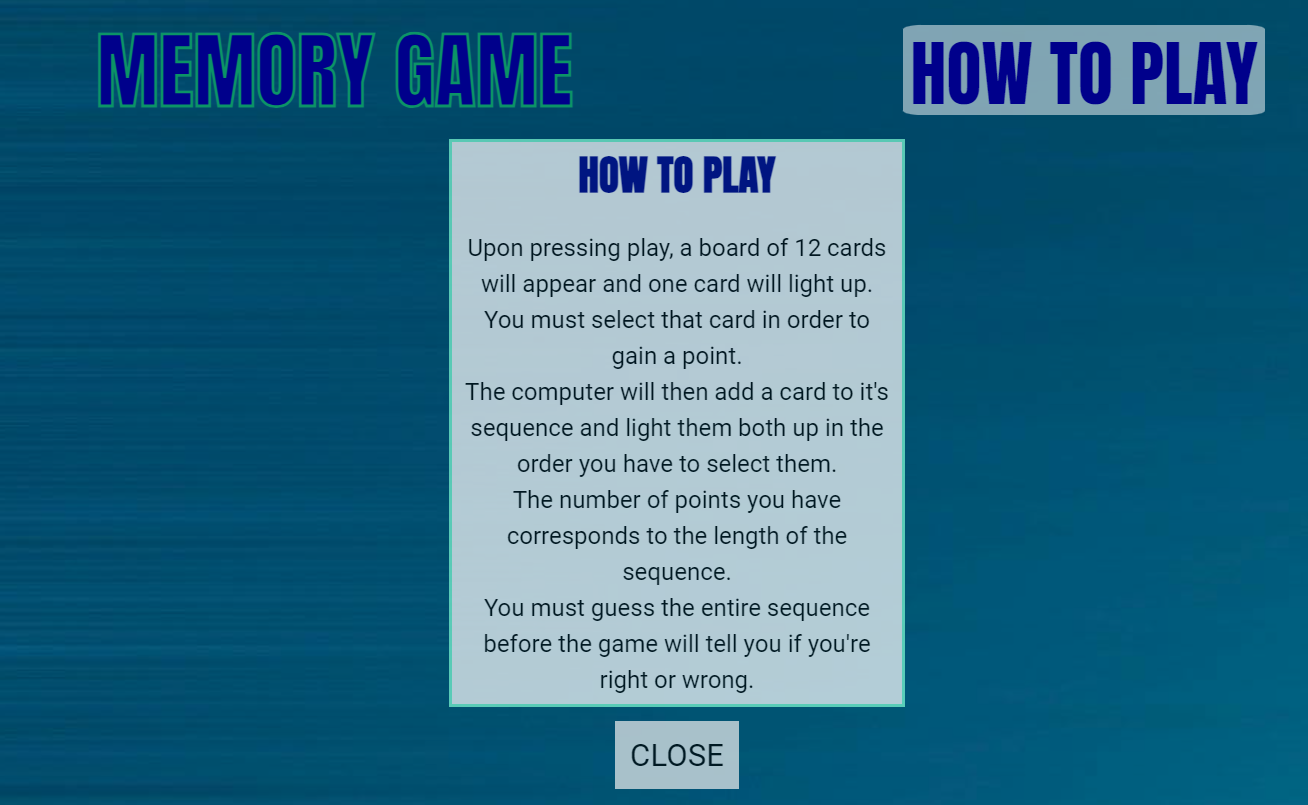 MEMORY GAME
HOW TO PLAY
HOW TO PLAY
Upon pressing play, a board of 12 cards
will appear and one card will light up.
You must select that card in order to
gain a point.
The computer will then add a card to it's
sequence and light them both up in the
order you have to select them.
The number of points you have
corresponds to the length of the
sequence.
You must guess the entire sequence
before the game will tell you if you're
right or wrong.
CLOSE